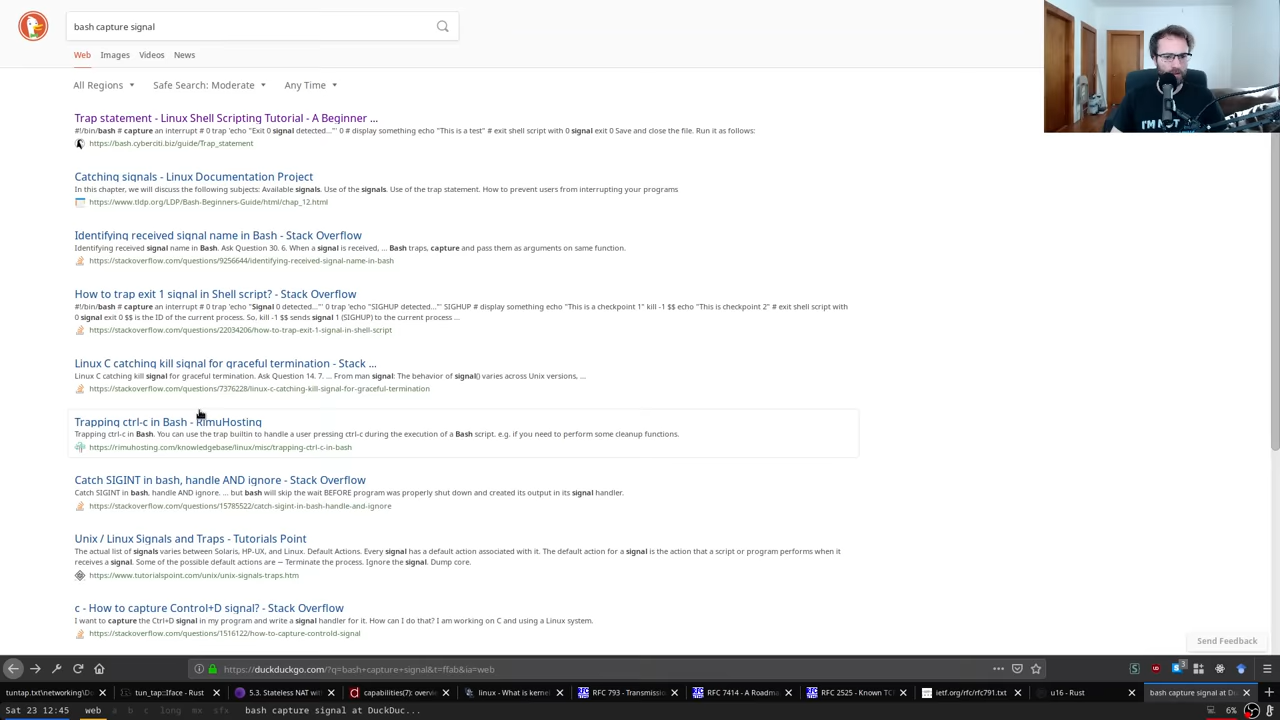 bash capture signal
Web Images Videos News
All Regions Safe Search: Moderate Any Time
Trap statement - Linux Shell Scripting Tutorial - A Beginner ...
#!/bin/bash # capture an interrupt # 0 trap 'echo "Exit 0 signal detected..."' 0 # display something echo "This is a test" # exit shell script with 0 signal exit 0 Save and close the file. Run it as follows:
https://bash.cyberciti.biz/guide/Trap_statement
Catching signals - Linux Documentation Project
In this chapter, we will discuss the following subjects: Available signals. Use of the signals. Use of the trap statement. How to prevent users from interrupting your programs
https://www.tldp.org/LDP/Bash-Beginners-Guide/html/chap_12.html
Identifying received signal name in Bash - Stack Overflow
Identifying received signal name in Bash. Ask Question 30. 6. When a signal is received, ... Bash traps, capture and pass them as arguments on same function.
https://stackoverflow.com/questions/9256644/identifying-received-signal-name-in-bash
How to trap exit 1 signal in Shell script? - Stack Overflow
#!/bin/bash # capture an interrupt # 0 trap 'echo "Signal 0 detected..."' 0 trap 'echo "SIGHUP detected..."' SIGHUP # display something echo "This is a checkpoint 1" kill -1 $$ echo "This is checkpoint 2" # exit shell script with
0 signal exit 0 $$ is the ID of the current process. So, kill -1 $$ sends signal 1 (SIGHUP) to the current process ...
https://stackoverflow.com/questions/22034206/how-to-trap-exit-1-signal-in-shell-script
Linux C catching kill signal for graceful termination - Stack ...
Linux C catching kill signal for graceful termination. Ask Question 14. 7. ... From man signal: The behavior of signal() varies across Unix versions, ...
https://stackoverflow.com/questions/7376228/linux-c-catching-kill-signal-for-graceful-termination
Trapping ctrl-c in Bash - RimuHosting
Trapping ctrl-c in Bash. You can use the trap builtin to handle a user pressing ctrl-c during the execution of a Bash script. e.g. if you need to perform some cleanup functions.
https://rimuhosting.com/knowledgebase/linux/misc/trapping-ctrl-c-in-bash
Catch SIGINT in bash, handle AND ignore - Stack Overflow
Catch SIGINT in bash, handle AND ignore. ... but bash will skip the wait BEFORE program was properly shut down and created its output in its signal handler.
https://stackoverflow.com/questions/15785522/catch-sigint-in-bash-handle-and-ignore
Unix / Linux Signals and Traps - Tutorials Point
The actual list of signals varies between Solaris, HP-UX, and Linux. Default Actions. Every signal has a default action associated with it. The default action for a signal is the action that a script or program performs when it
receives a signal. Some of the possible default actions are − Terminate the process. Ignore the signal. Dump core.
https://www.tutorialspoint.com/unix/unix-signals-traps.htm
c - How to capture Control+D signal? - Stack Overflow
I want to capture the Ctrl+D signal in my program and write a signal handler for it. How can I do that? I am working on C and using a Linux system.
https://stackoverflow.com/questions/1516122/how-to-capture-controld-signal
Send Feedback
I'M NOT
https://duckduckgo.com/?q=bash+capture+signal&t=ffab&ia=web
3
tuntap.txt\networking\Do tun_tap::Iface - Rust 5.3. Stateless NAT wit capabilities(7): overvie linux - What is kernel RFC 793 - Transmissio RFC 7414 - A Roadma RFC 2525 - Known TC ietf.org/rfc/rfc791.txt u16 - Rust bash capture signal at Du
Sat 23 12:45 web a b c long mx sfx bash capture signal at DuckDuc... 6%